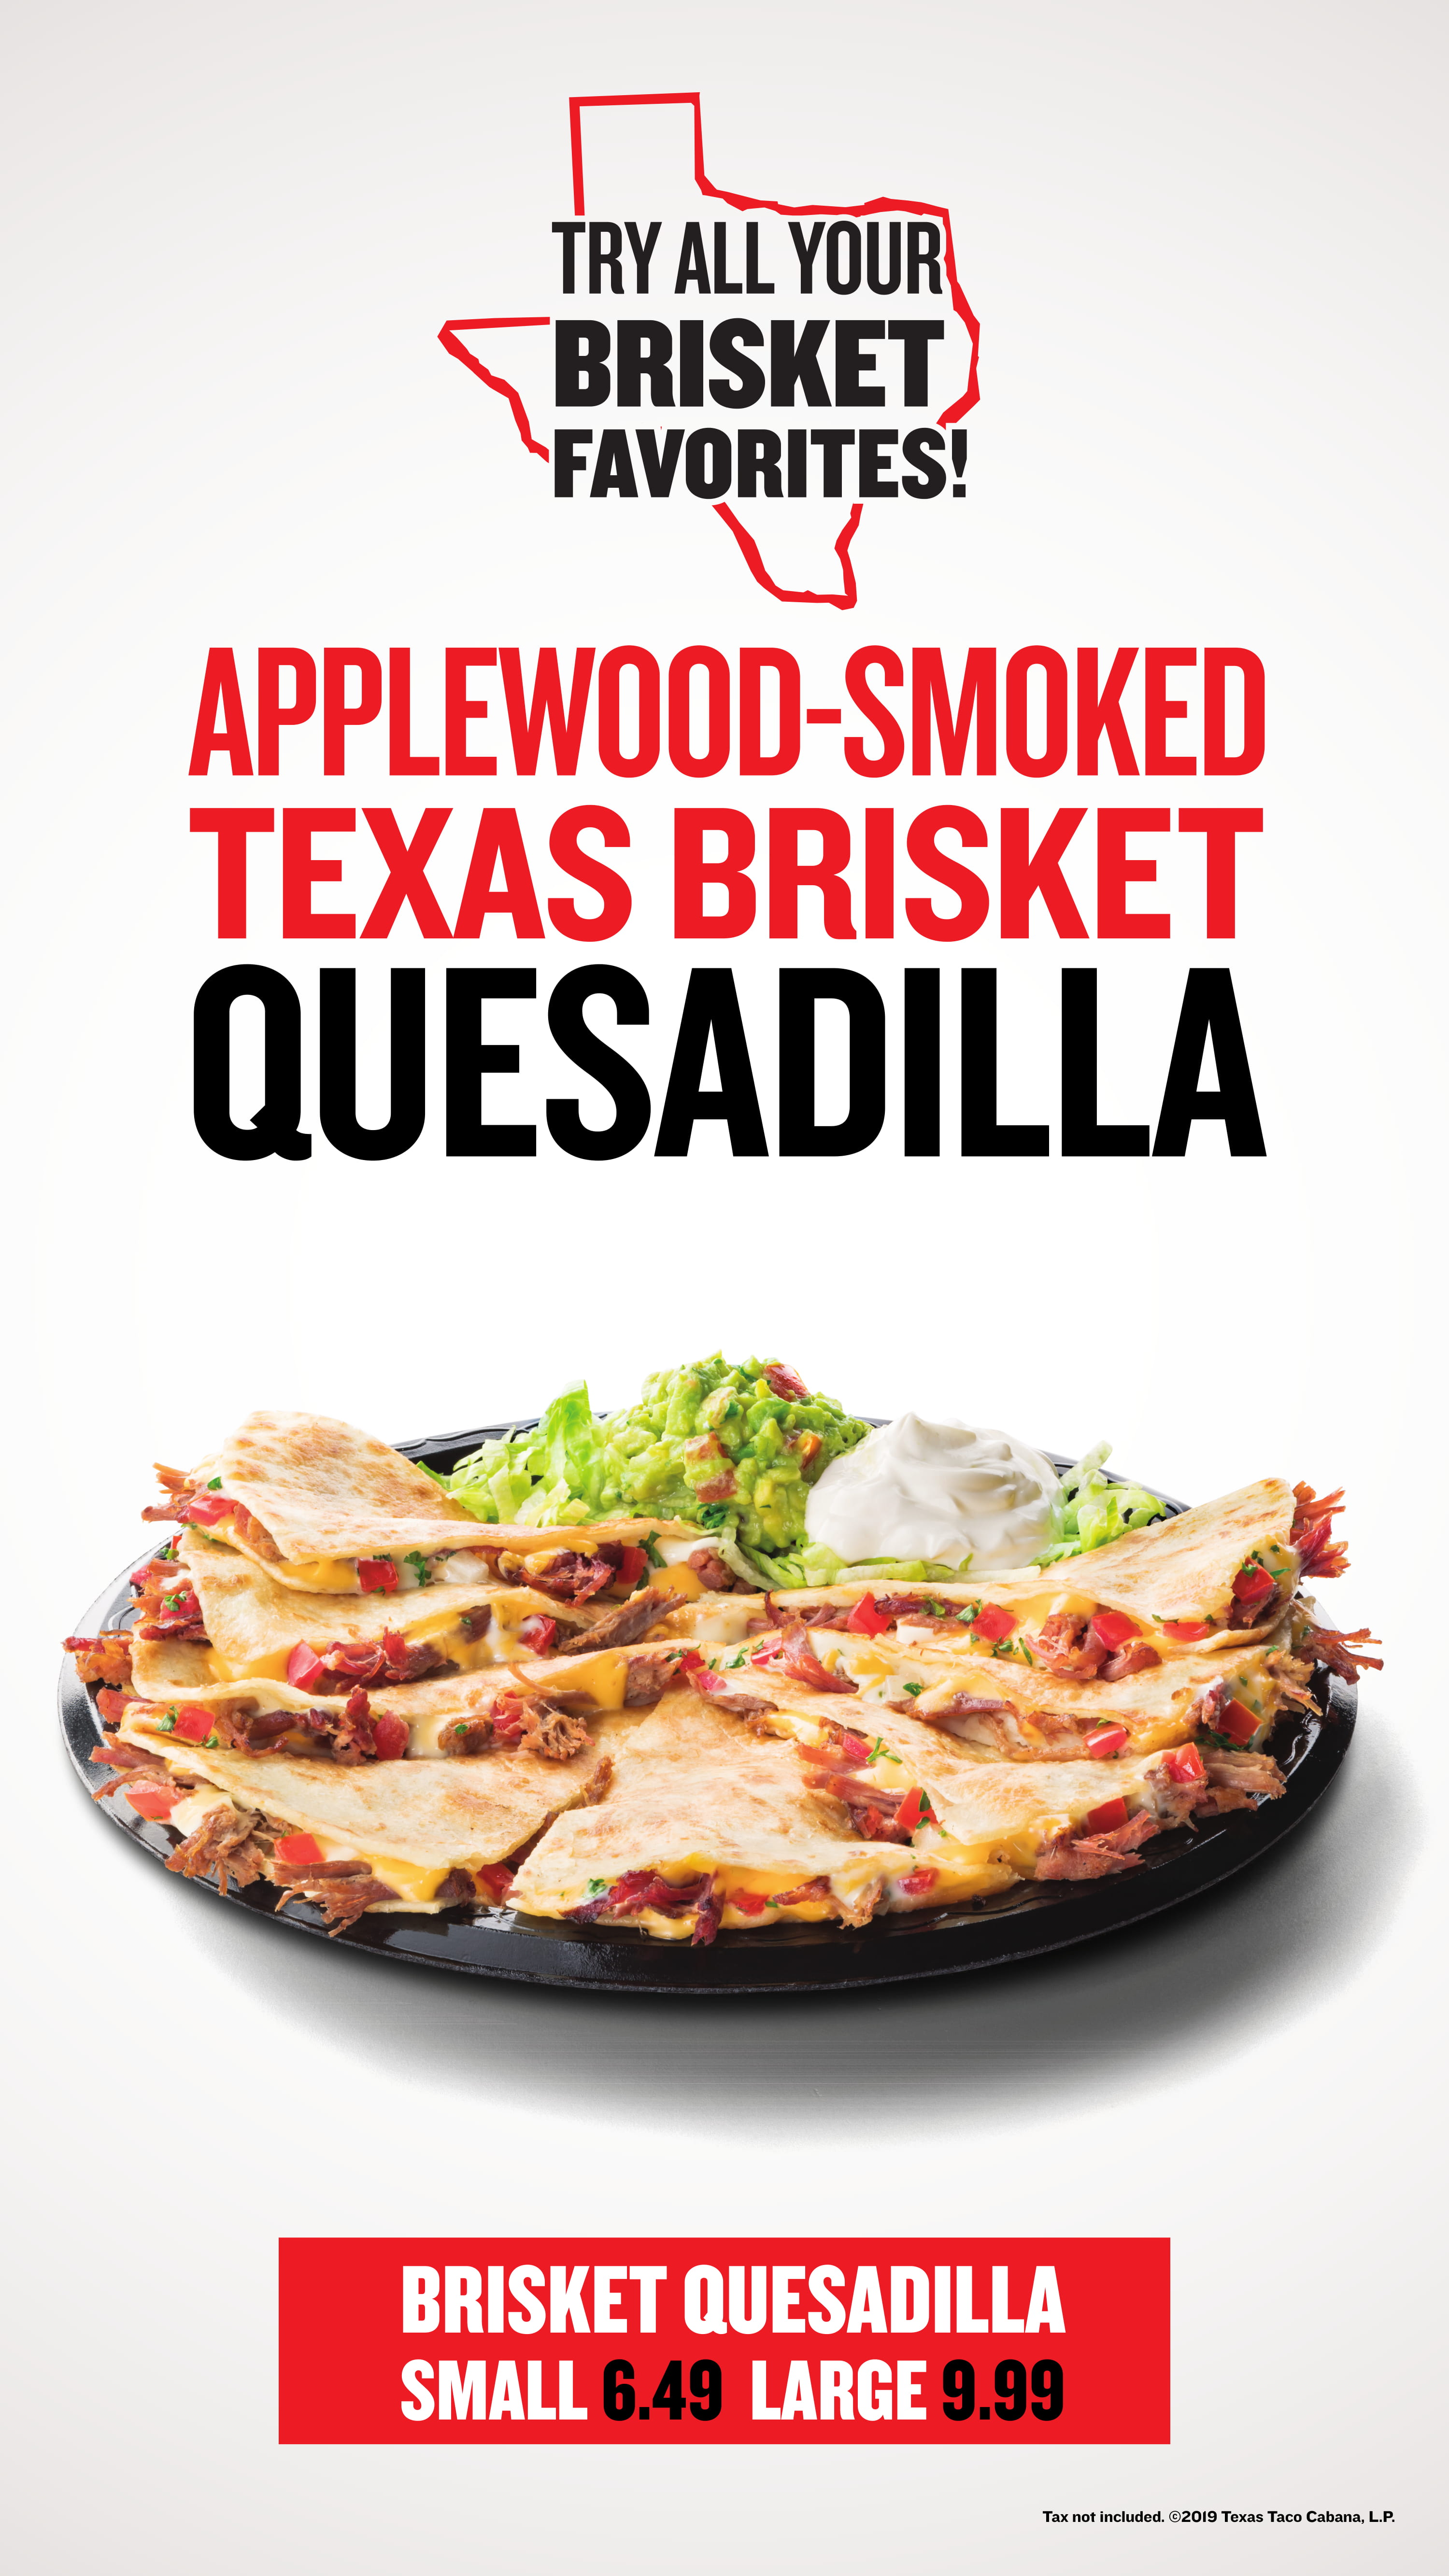 TRY ALL YOUR
BRISKET
FAVORITES!
APPLEWOOD-SMOKED
TEXAS BRISKET
QUESADILLA
BRISKET QUESADILLA
SMALL 6.49 LARGE 9.99
Tax not included. ©2019 Texas Taco Cabana, L.P.